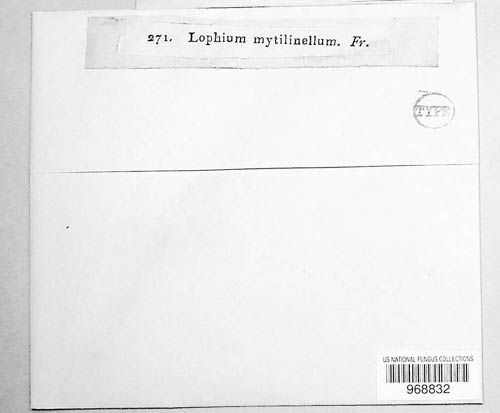 271. Lophium mytilinellum. Fr.
TYPE
US NATIONAL FUNGUS COLLECTIONS
968832